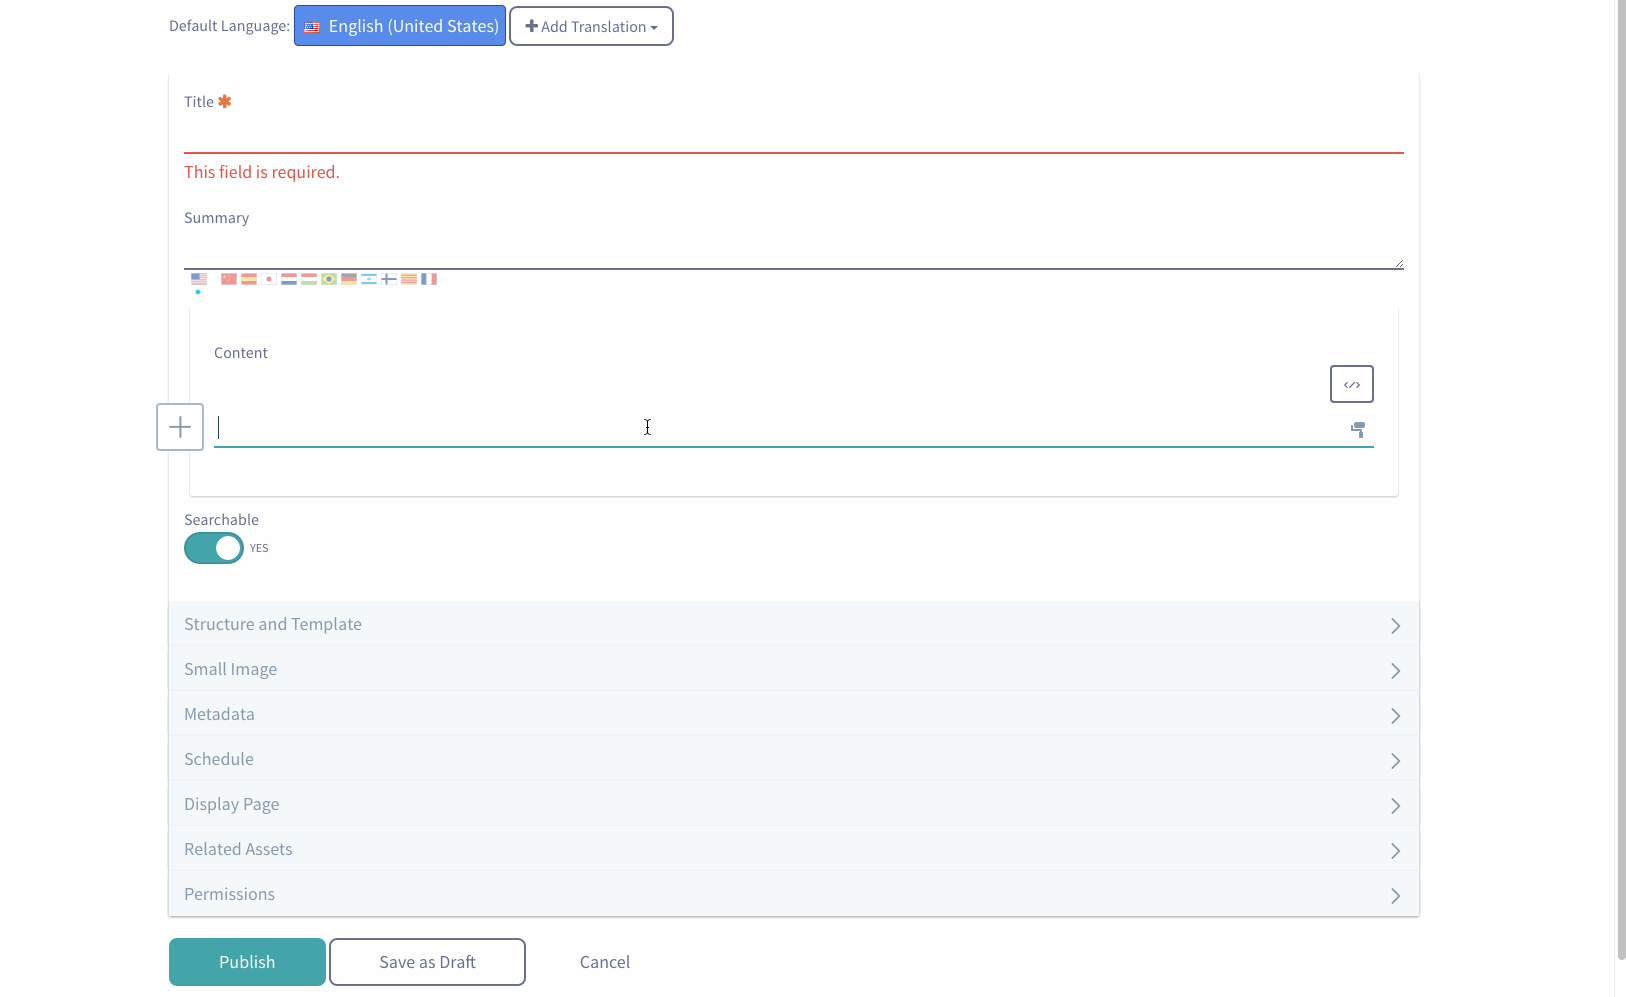 Default Language: English (United States) Add Translation
Title
This field is required.
Summary
Content
Searchable
YES
Structure and Template
Small Image
Metadata
Schedule
Display Page
Related Assets
Permissions
Publish Save as Draft Cancel